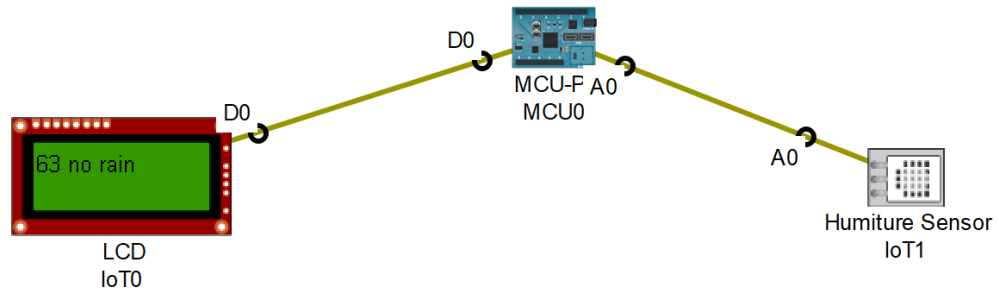 D0
D0
63 no rain
LCD
IoT0
MCU-P
A0
MCU0
A0
Humiture Sensor
IoT1